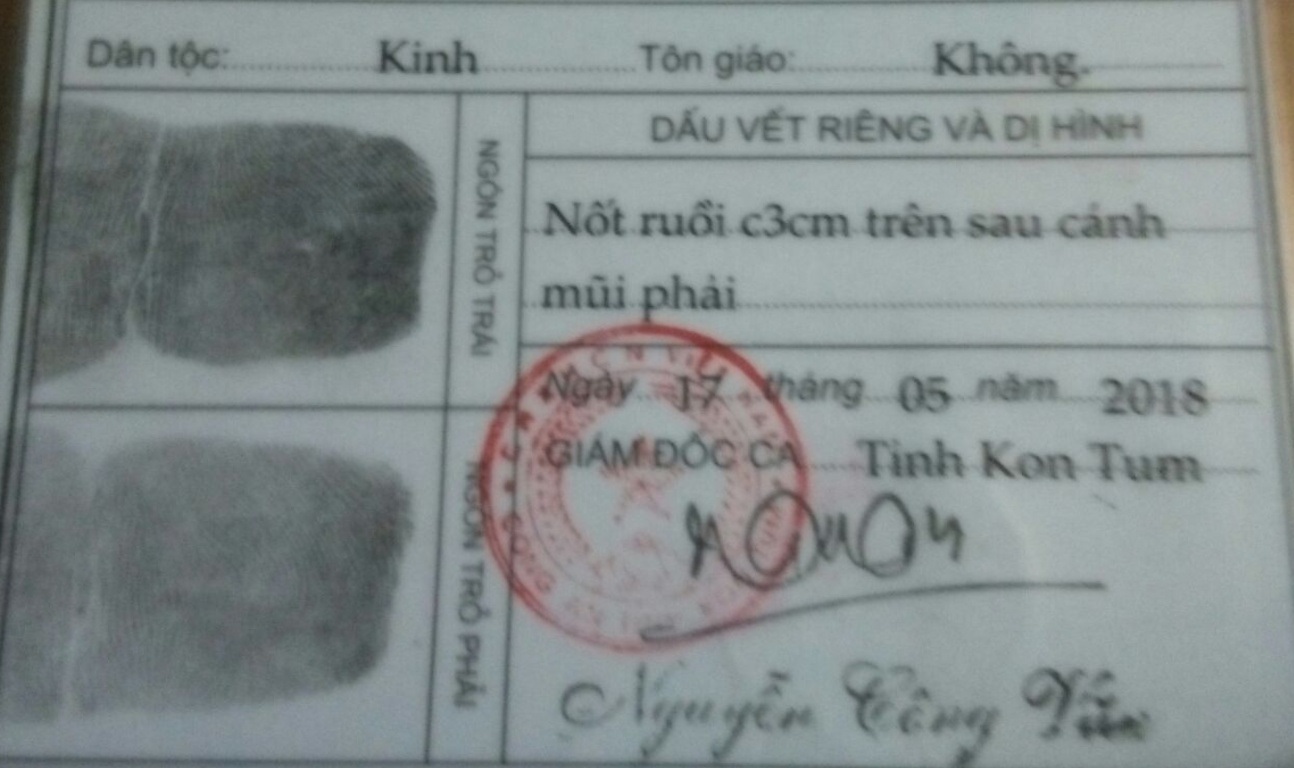 Dân tộc: Kinh Tôn giáo: Không.
DẤU VẾT RIÊNG VÀ DỊ HÌNH
NGÓN TRỎ TRÁI
Nốt ruồi c3cm trên sau cánh
mũi phải
Ngày 17 tháng 05 năm 2018
GIÁM ĐỐC CA Tỉnh Kon Tum
NGÓN TRỎ PHẢI
Nguyễn Công